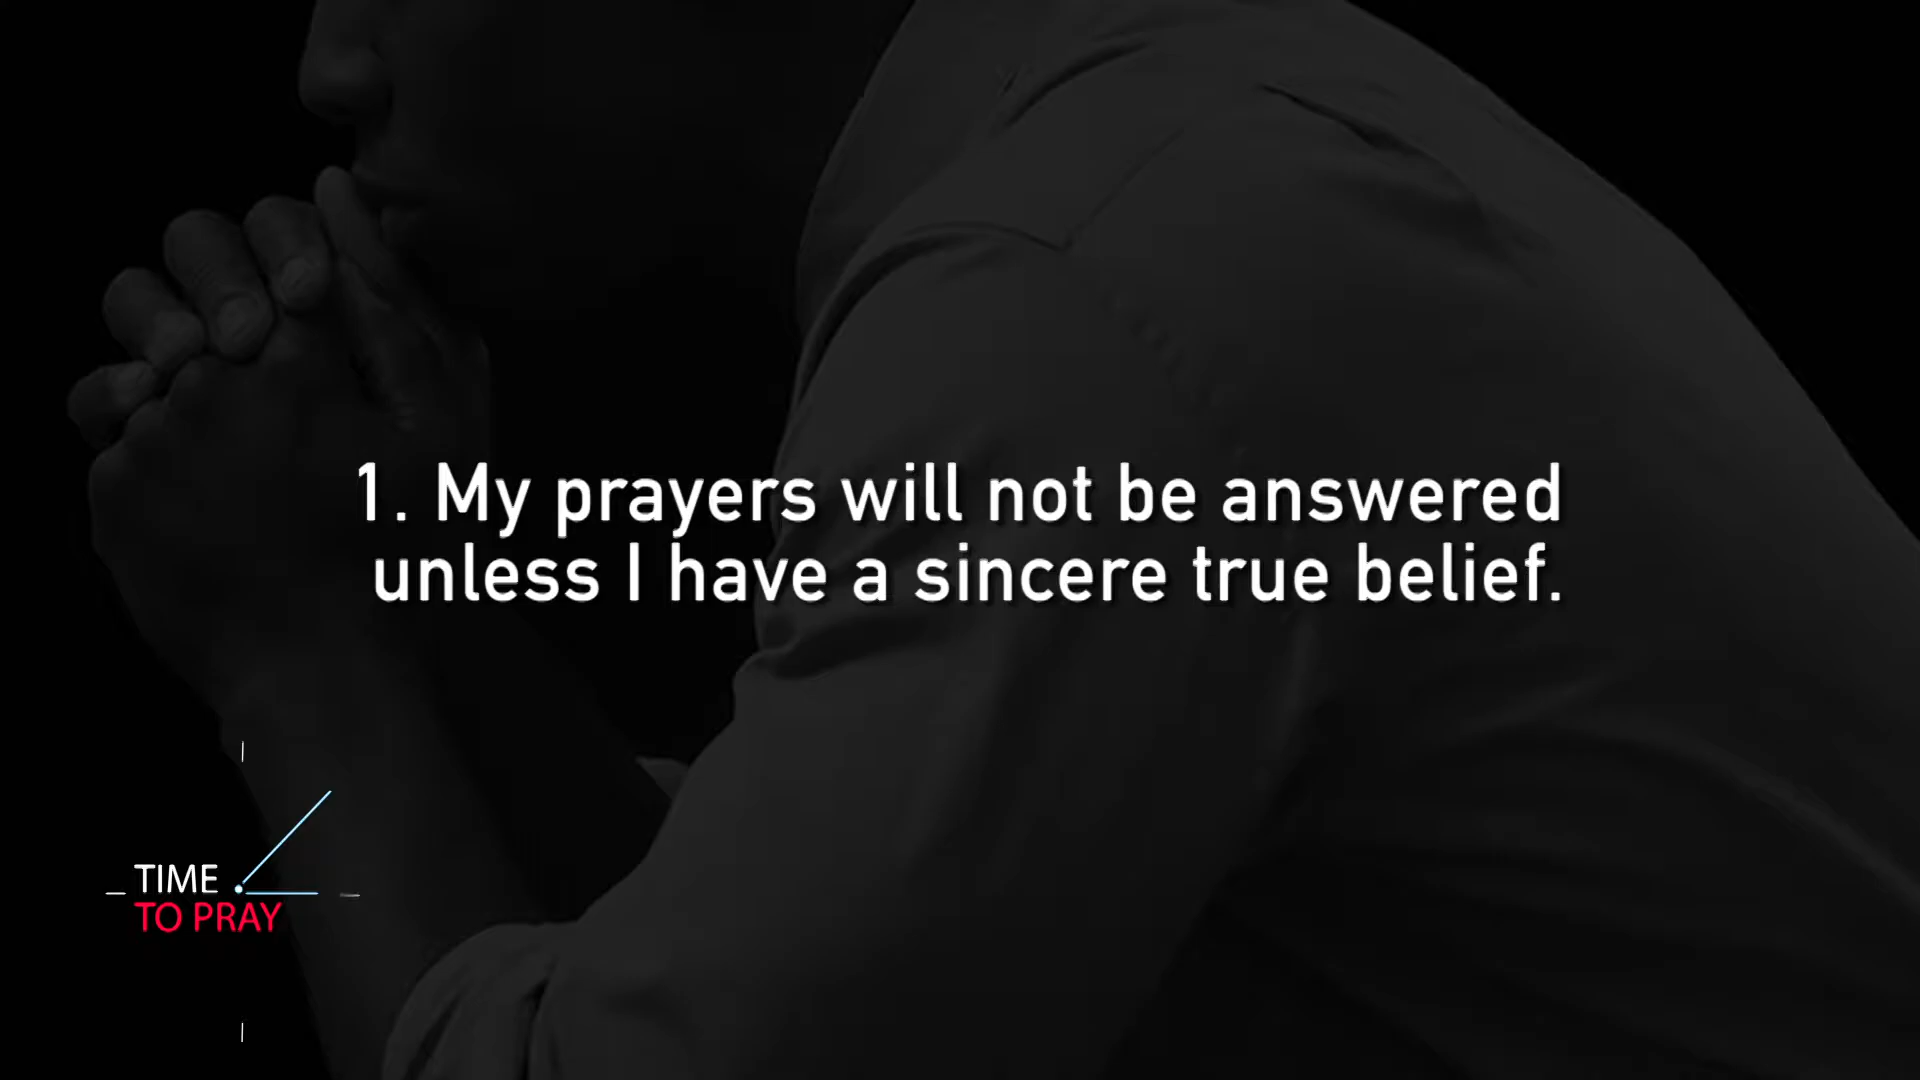 1. My prayers will not be answered
unless I have a sincere true belief.
TIME
TO PRAY